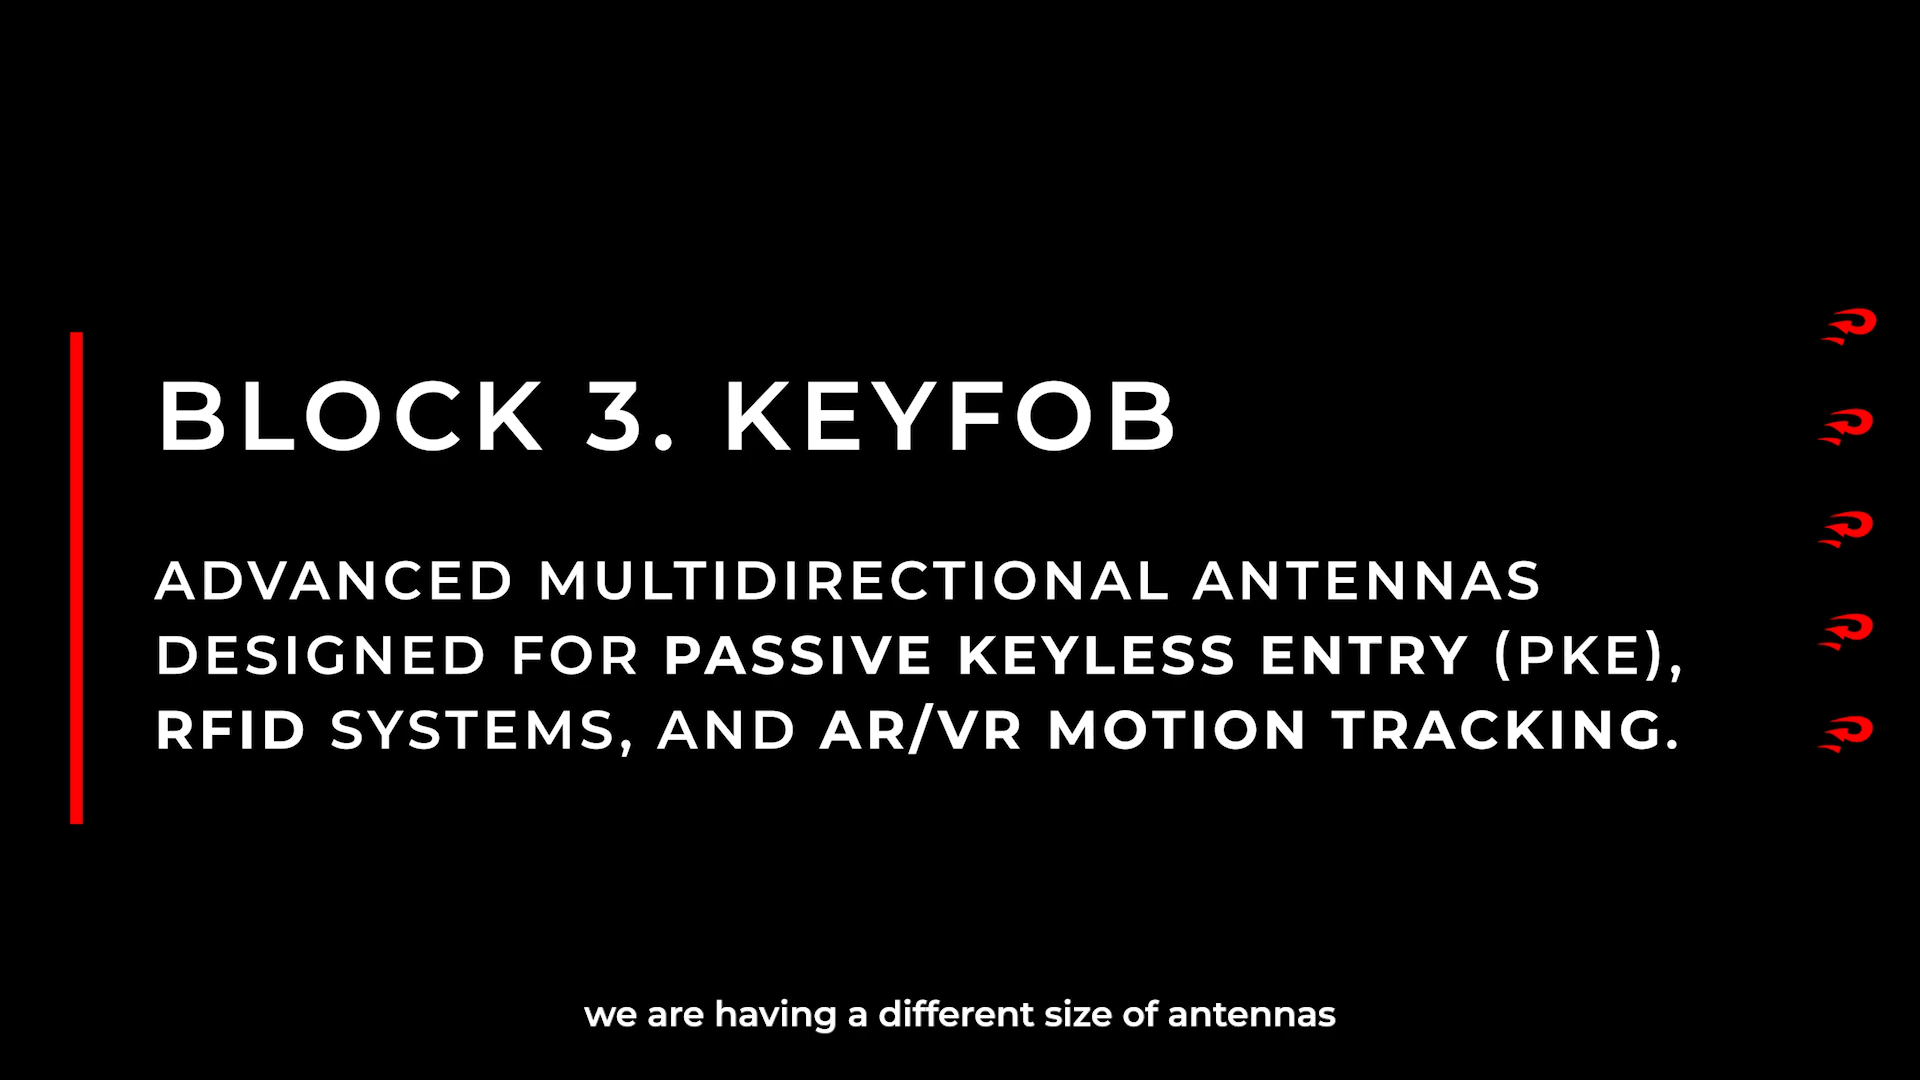 BLOCK 3. KEYFOB
ADVANCED MULTIDIRECTIONAL ANTENNAS
DESIGNED FOR PASSIVE KEYLESS ENTRY (PKE),
RFID SYSTEMS, AND AR/VR MOTION TRACKING.
we are having a different size of antennas